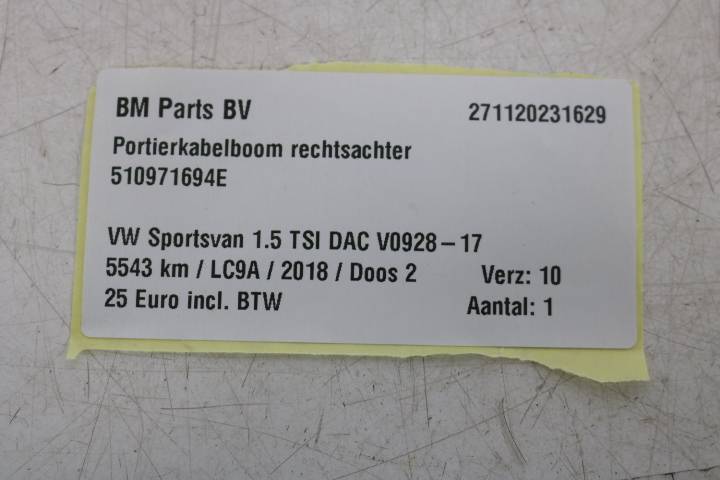 BM Parts BV 271120231629
Portierkabelboom rechtsachter
510971694E
VW Sportsvan 1.5 TSI DAC V0928 – 17
5543 km / LC9A / 2018 / Doos 2 Verz: 10
25 Euro incl. BTW Aantal: 1